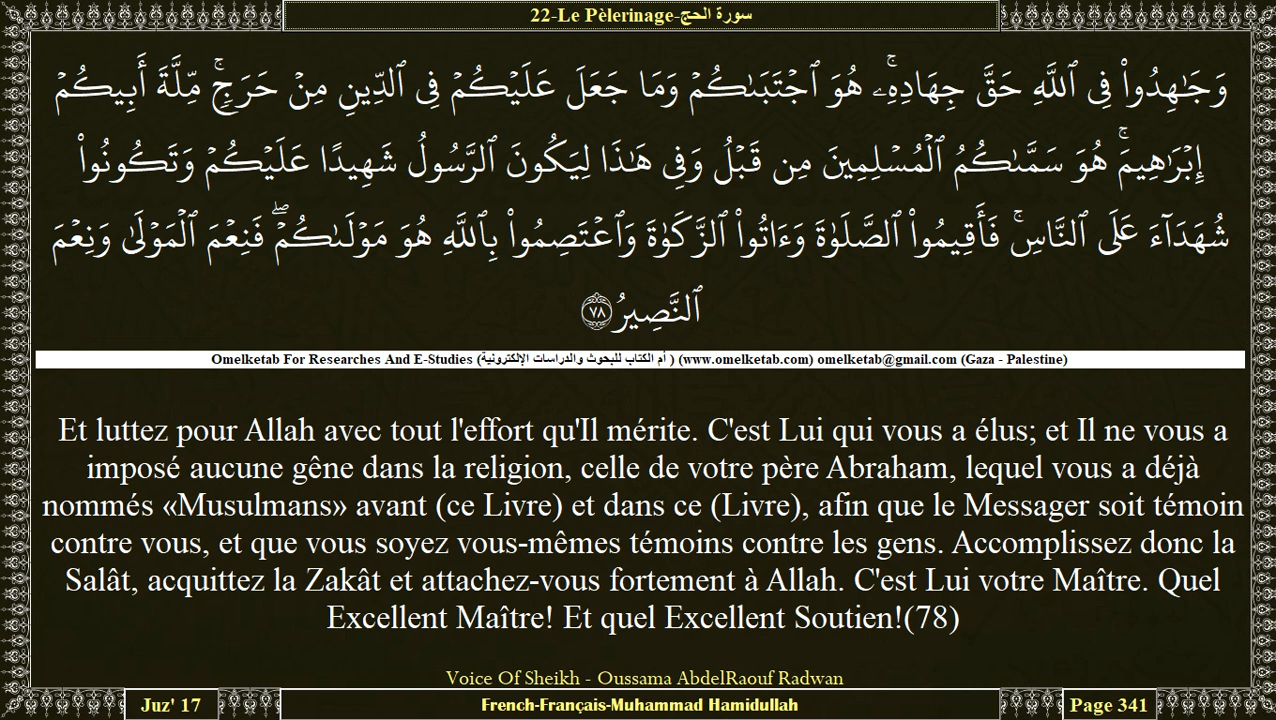 22-Le Pèlerinage-سورة الحج
وَجَٰهِدُوا۟ فِى ٱللَّهِ حَقَّ جِهَادِهِۦ ۚ هُوَ ٱجْتَبَىٰكُمْ وَمَا جَعَلَ عَلَيْكُمْ فِى ٱلدِّينِ مِنْ حَرَجٍ ۚ مِّلَّةَ أَبِيكُمْ
إِبْرَٰهِيمَ ۚ هُوَ سَمَّىٰكُمُ ٱلْمُسْلِمِينَ مِن قَبْلُ وَفِى هَٰذَا لِيَكُونَ ٱلرَّسُولُ شَهِيدًا عَلَيْكُمْ وَتَكُونُوا۟
شُهَدَآءَ عَلَى ٱلنَّاسِ ۚ فَأَقِيمُوا۟ ٱلصَّلَوٰةَ وَءَاتُوا۟ ٱلزَّكَوٰةَ وَٱعْتَصِمُوا۟ بِٱللَّهِ هُوَ مَوْلَىٰكُمْ ۖ فَنِعْمَ ٱلْمَوْلَىٰ وَنِعْمَ
ٱلنَّصِيرُ ٧٨
Omelketab For Researches And E-Studies (أم الكتاب للبحوث والدراسات الإلكترونية ) (www.omelketab.com) omelketab@gmail.com (Gaza - Palestine)
Et luttez pour Allah avec tout l'effort qu'Il mérite. C'est Lui qui vous a élus; et Il ne vous a
imposé aucune gêne dans la religion, celle de votre père Abraham, lequel vous a déjà
nommés «Musulmans» avant (ce Livre) et dans ce (Livre), afin que le Messager soit témoin
contre vous, et que vous soyez vous-mêmes témoins contre les gens. Accomplissez donc la
Salât, acquittez la Zakât et attachez-vous fortement à Allah. C'est Lui votre Maître. Quel
Excellent Maître! Et quel Excellent Soutien!(78)
Voice Of Sheikh - Oussama AbdelRaouf Radwan
Juz' 17
French-Français-Muhammad Hamidullah
Page 341